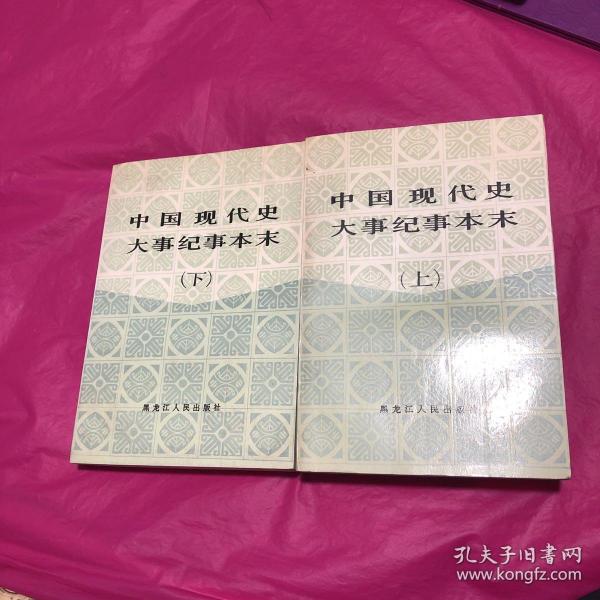 中国现代史
大事纪事本末
(下)
黑龙江人民出版社
中国现代史
大事纪事本末
(上)
黑龙江人民出版社
孔夫子旧书网
www.kongfz.com